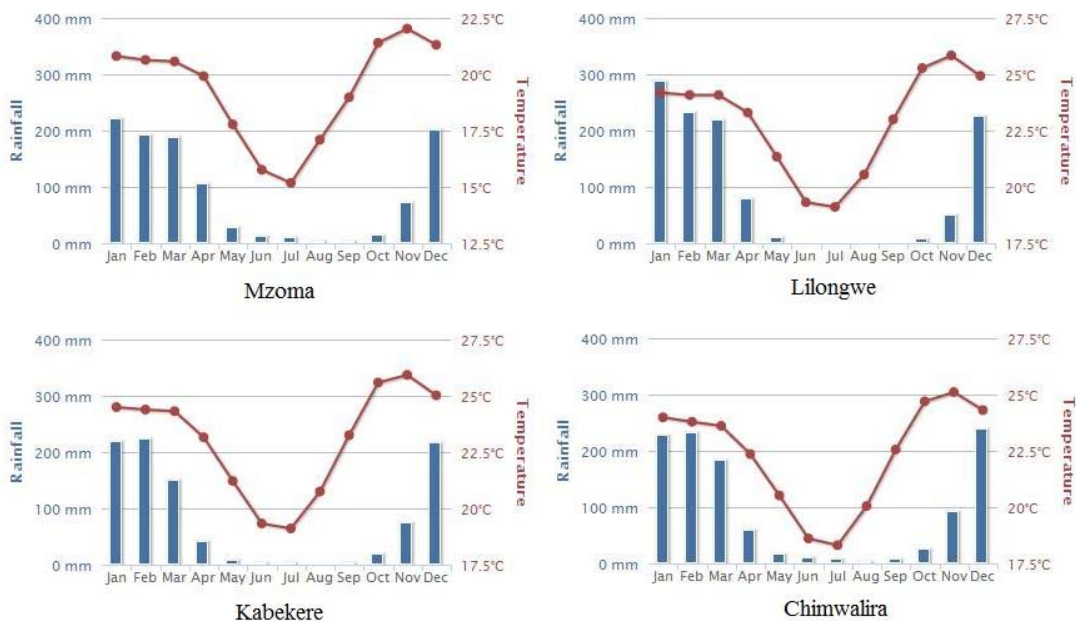 400 mm
300 mm
200 mm
100 mm
0 mm
Rainfall
22.5°C
20°C
17.5°C
15°C
12.5°C
Temperature
Jan Feb Mar Apr May Jun Jul Aug Sep Oct Nov Dec
Mzoma
400 mm
300 mm
200 mm
100 mm
0 mm
Rainfall
27.5°C
25°C
22.5°C
20°C
17.5°C
Temperature
Jan Feb Mar Apr May Jun Jul Aug Sep Oct Nov Dec
Lilongwe
400 mm
300 mm
200 mm
100 mm
0 mm
Rainfall
27.5°C
25°C
22.5°C
20°C
17.5°C
Temperature
Jan Feb Mar Apr May Jun Jul Aug Sep Oct Nov Dec
Kabekere
400 mm
300 mm
200 mm
100 mm
0 mm
Rainfall
27.5°C
25°C
22.5°C
20°C
17.5°C
Temperature
Jan Feb Mar Apr May Jun Jul Aug Sep Oct Nov Dec
Chimwalira